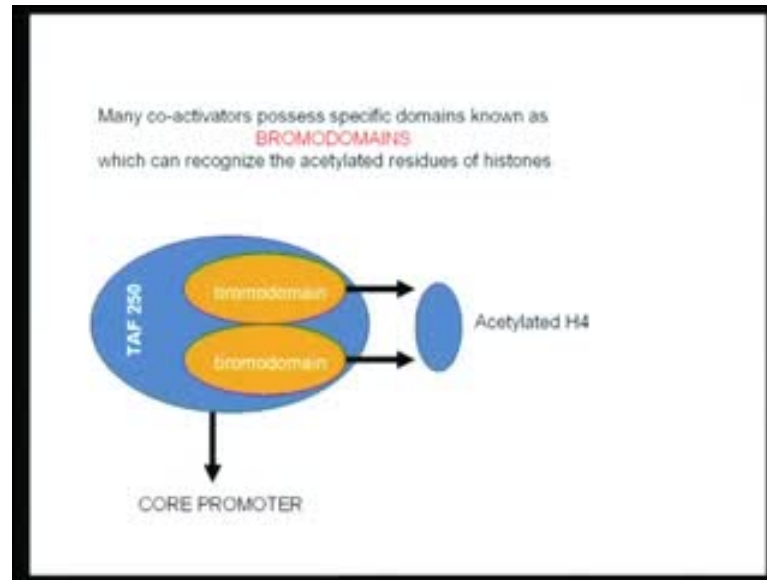 Many co-activators possess specific domains known as
BROMODOMAINS
which can recognize the acetylated residues of histones
TAF 250
bromodomain
bromodomain
Acetylated H4
CORE PROMOTER